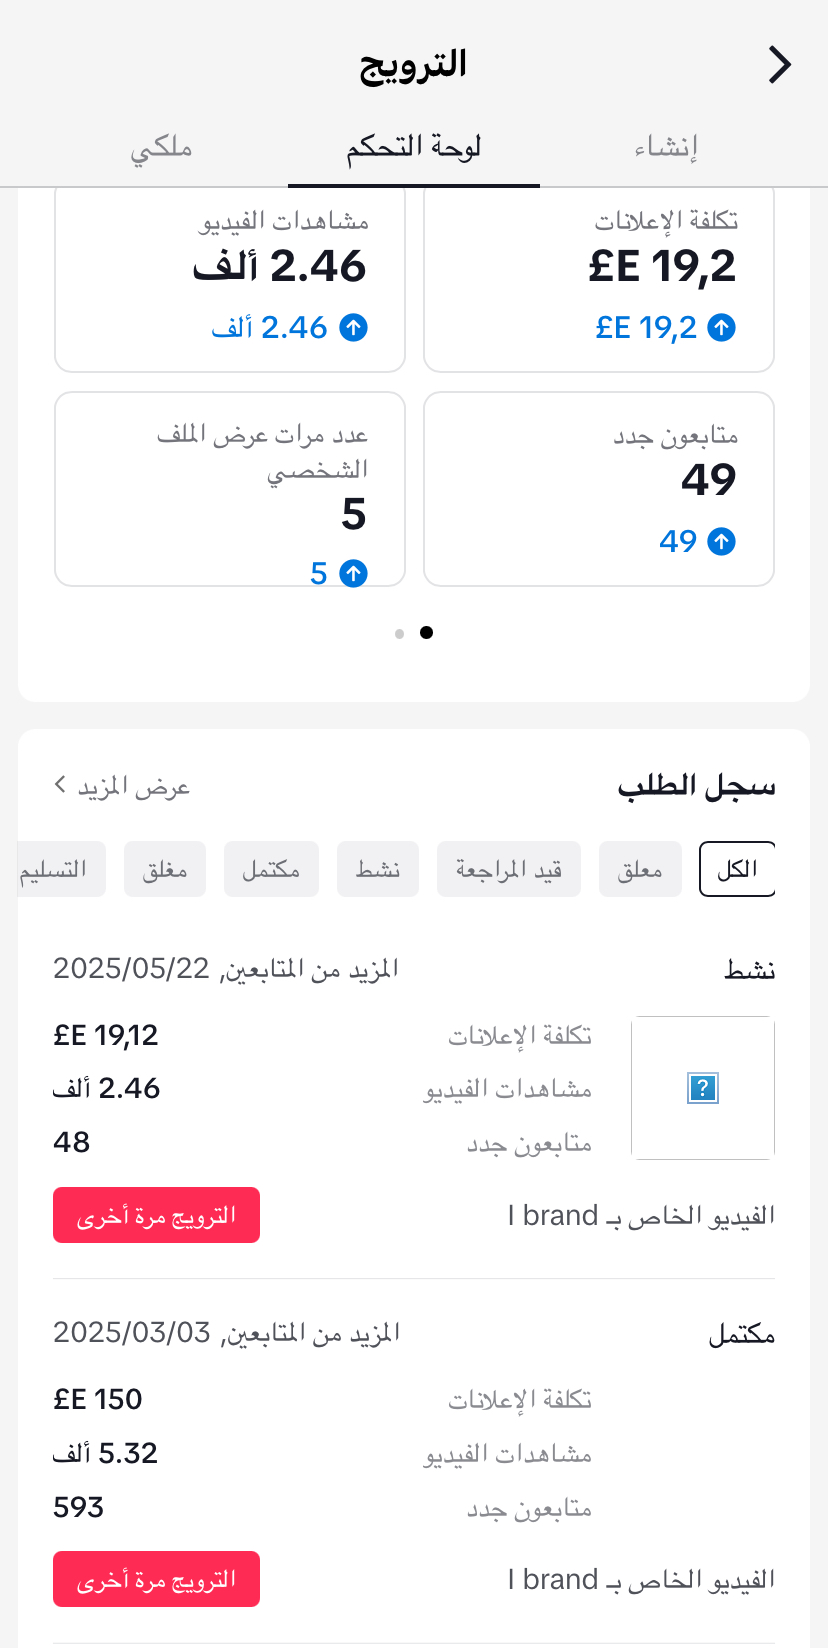 الترويج
إنشاء
لوحة التحكم
ملكي
تكلفة الإعلانات
£E 19,2
£E 19,2
مشاهدات الفيديو
2.46 ألف
2.46 ألف
متابعون جدد
49
49
عدد مرات عرض الملف
الشخصي
5
5
سجل الطلب
عرض المزيد
الكل
معلق
قيد المراجعة
نشط
مكتمل
مغلق
التسليم
نشط
المزيد من المتابعين, 2025/05/22
تكلفة الإعلانات
£E 19,12
مشاهدات الفيديو
2.46 ألف
متابعون جدد
48
الفيديو الخاص بـ I brand
الترويج مرة أخرى
مكتمل
المزيد من المتابعين, 2025/03/03
تكلفة الإعلانات
£E 150
مشاهدات الفيديو
5.32 ألف
متابعون جدد
593
الفيديو الخاص بـ I brand
الترويج مرة أخرى